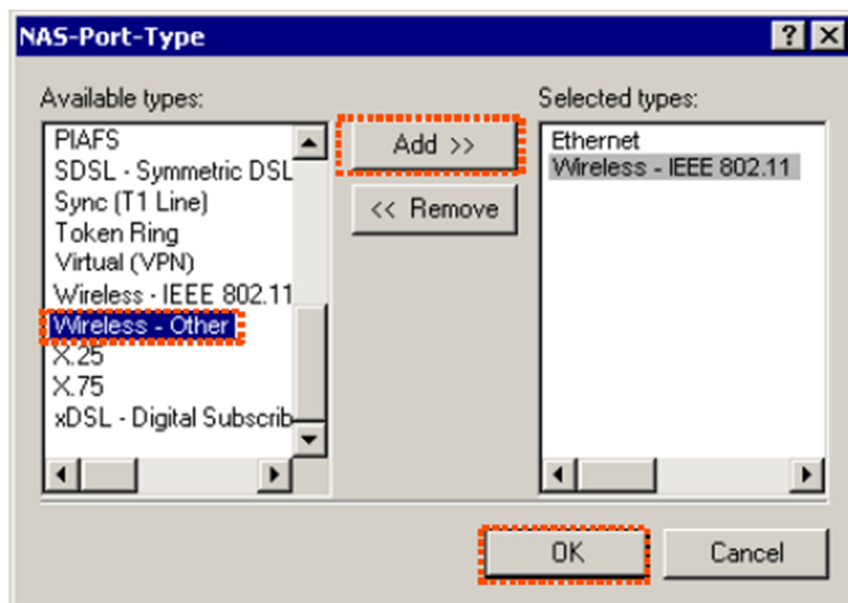 NAS-Port-Type
Available types:
PIAFS
SDSL - Symmetric DSL
Sync (T1 Line)
Token Ring
Virtual (VPN)
Wireless - IEEE 802.11
Wireless - Other
X.25
X.75
xDSL - Digital Subscrib
Add >>
<< Remove
Selected types:
Ethernet
Wireless - IEEE 802.11
OK
Cancel